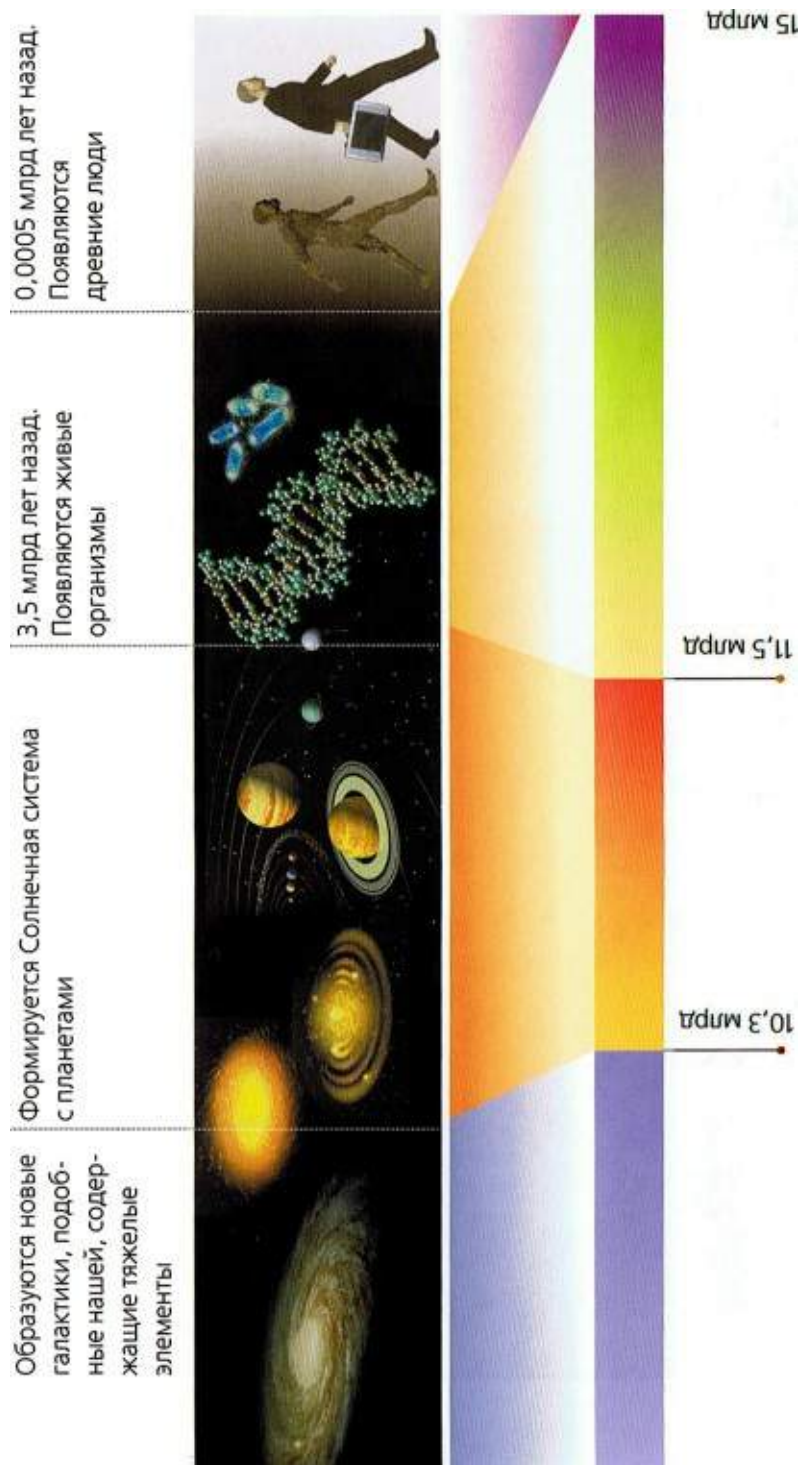 Образуются новые
галактики, подоб-
ные нашей, содер-
жащие тяжелые
элементы
Формируется Солнечная система
с планетами
3,5 млрд лет назад.
Появляются живые
организмы
0,0005 млрд лет назад.
Появляются
древние люди
10,3 млрд
11,5 млрд
15 млрд